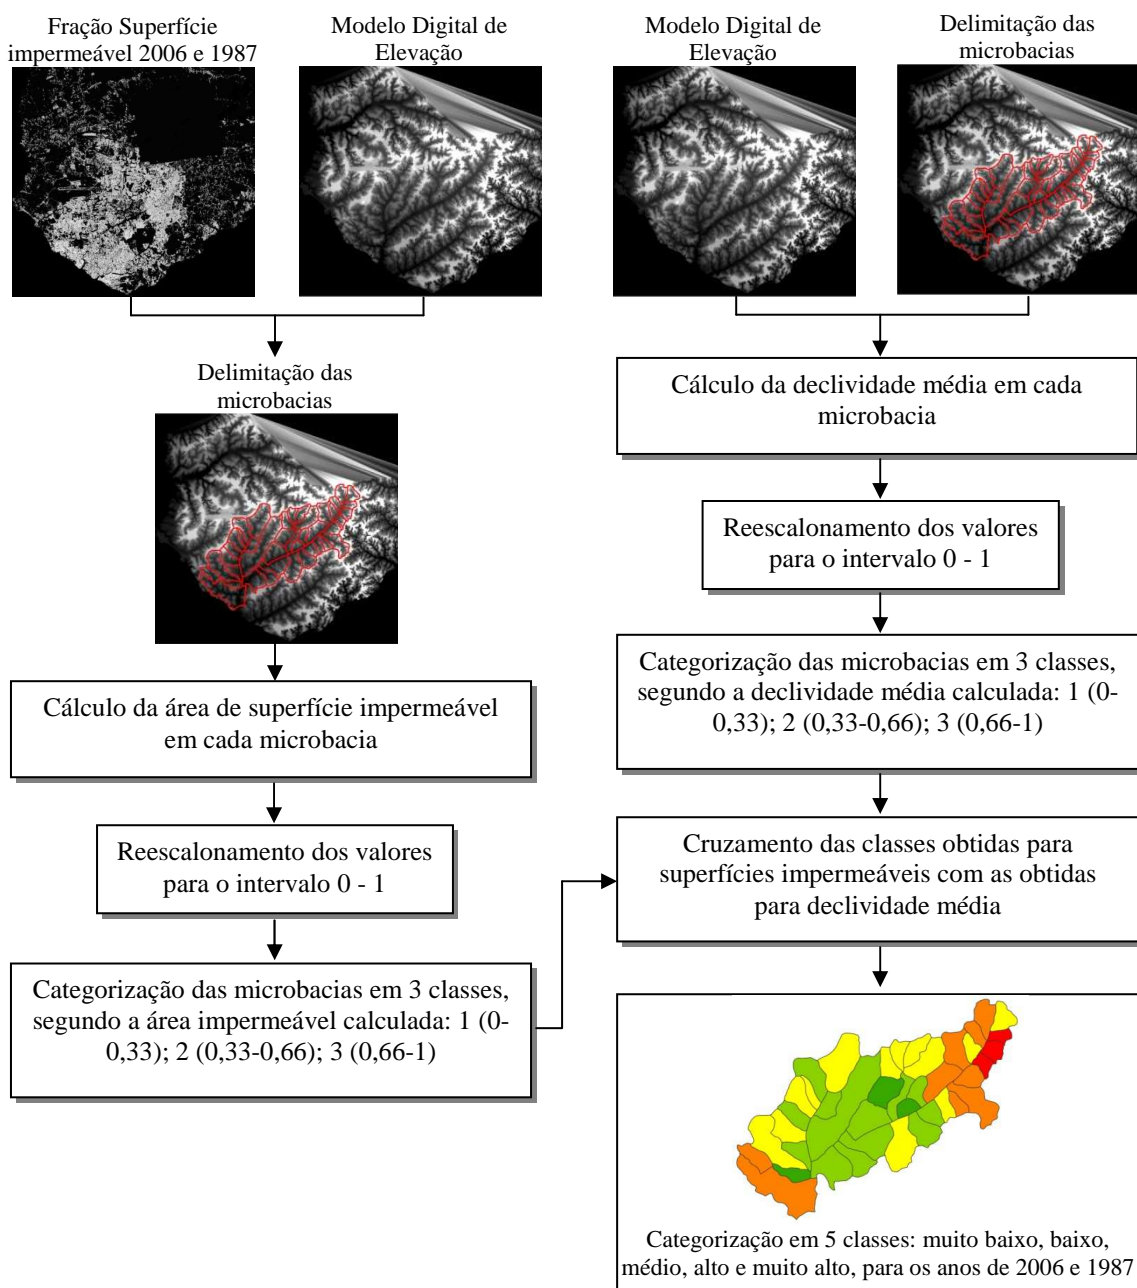 Fração Superfície
impermeável 2006 e 1987
Modelo Digital de
Elevação
Delimitação das
microbacias
Cálculo da área de superfície impermeável
em cada microbacia
Reescalonamento dos valores
para o intervalo 0 - 1
Categorização das microbacias em 3 classes,
segundo a área impermeável calculada: 1 (0-
0,33); 2 (0,33-0,66); 3 (0,66-1)
Modelo Digital de
Elevação
Delimitação das
microbacias
Cálculo da declividade média em cada
microbacia
Reescalonamento dos valores
para o intervalo 0 - 1
Categorização das microbacias em 3 classes,
segundo a declividade média calculada: 1 (0-
0,33); 2 (0,33-0,66); 3 (0,66-1)
Cruzamento das classes obtidas para
superfícies impermeáveis com as obtidas
para declividade média
Categorização em 5 classes: muito baixo, baixo,
médio, alto e muito alto, para os anos de 2006 e 1987